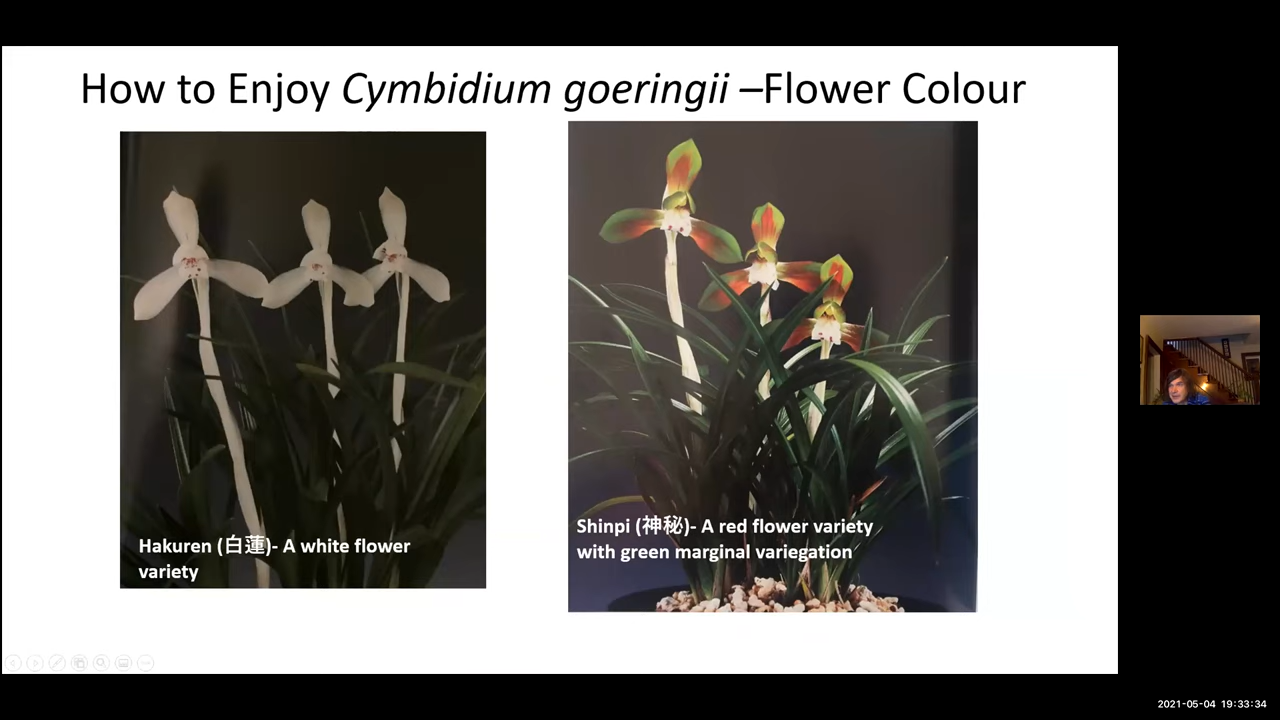 How to Enjoy Cymbidium goeringii –Flower Colour
Hakuren (白蓮)- A white flower
variety
Shinpi (神秘)- A red flower variety
with green marginal variegation
2021-05-04 19:33:34